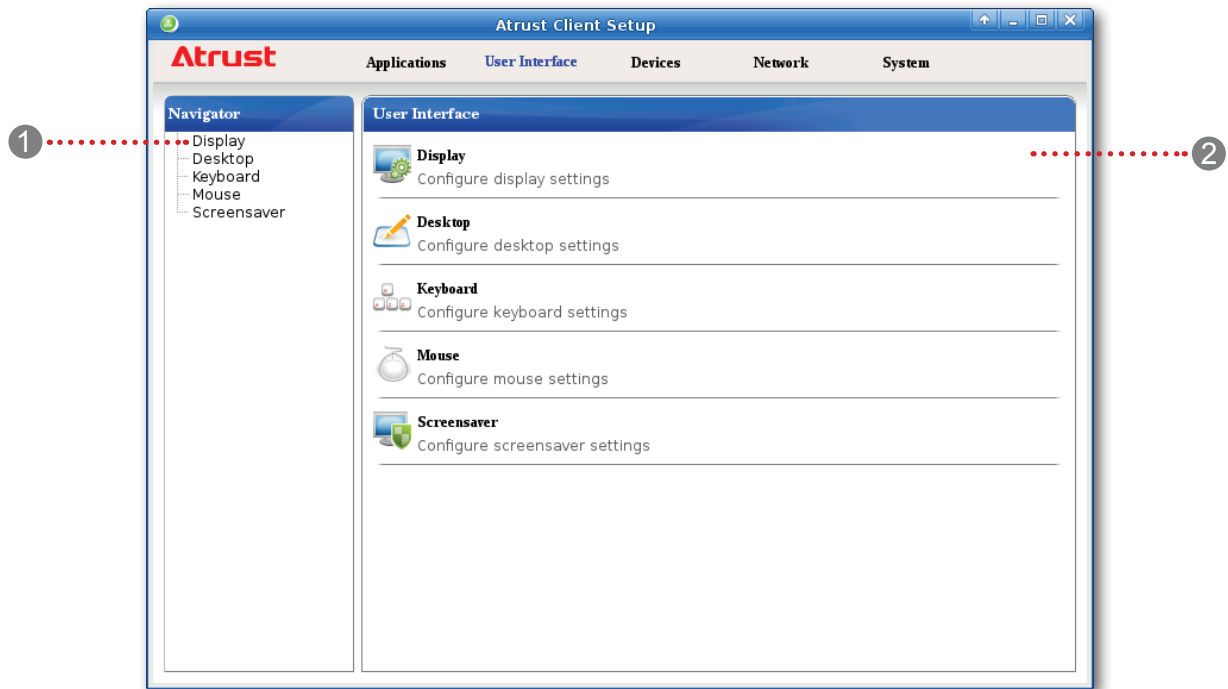 Atrust Client Setup
Atrust
Applications User Interface Devices Network System
Navigator
Display
Desktop
Keyboard
Mouse
Screensaver
User Interface
Display
Configure display settings
Desktop
Configure desktop settings
Keyboard
Configure keyboard settings
Mouse
Configure mouse settings
Screensaver
Configure screensaver settings
1
2